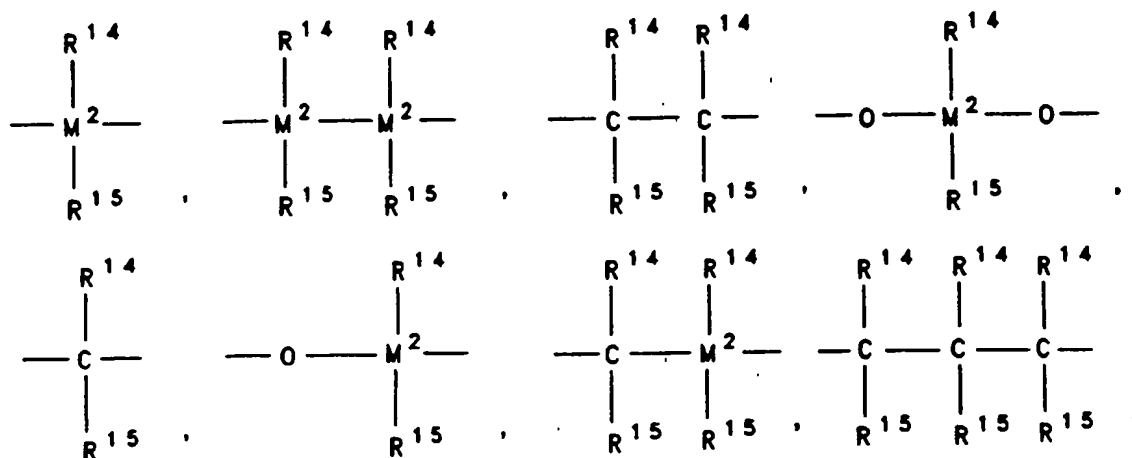 R14 R14 R14 R14 R14 R14
—M2— —M2—M2— —C—C— —O—M2—O—
R15 , R15 R15 , R15 R15 , R15 ,
R14 R14 R14 R14 R14 R14 R14
—C— —O—M2— —C—M2— —C—C—C—
R15 , R15 , R15 R15 , R15 R15 R15